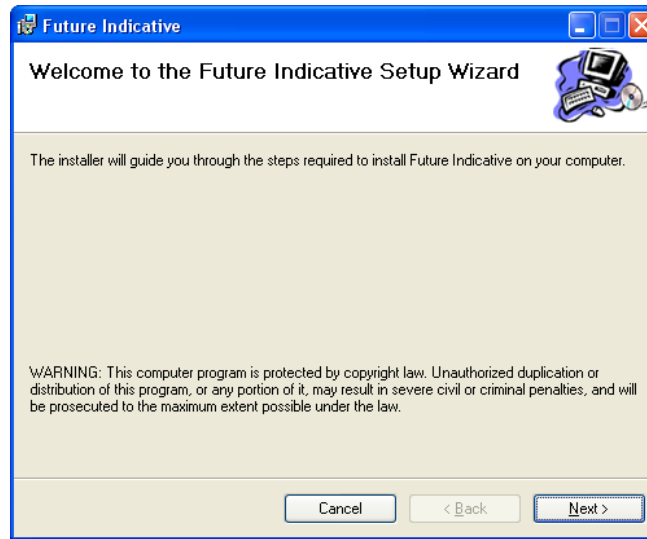 Future Indicative
Welcome to the Future Indicative Setup Wizard
The installer will guide you through the steps required to install Future Indicative on your computer.
WARNING: This computer program is protected by copyright law. Unauthorized duplication or
distribution of this program, or any portion of it, may result in severe civil or criminal penalties, and will
be prosecuted to the maximum extent possible under the law.
Cancel < Back Next >